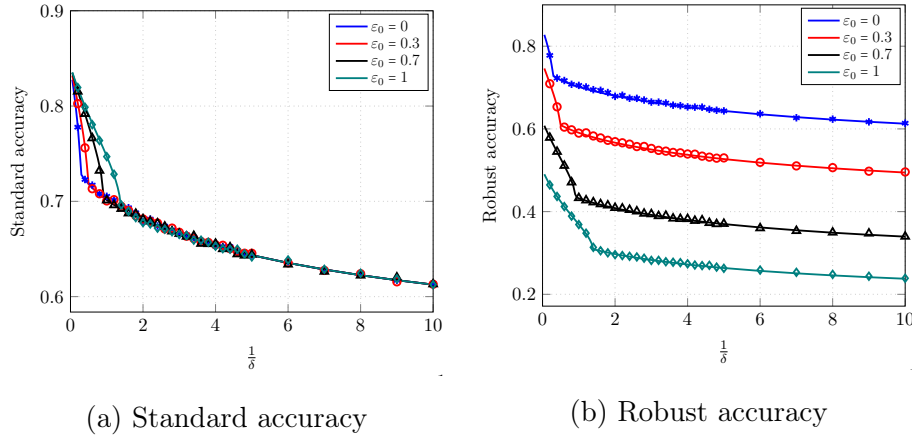 0.9
0.8
0.7
0.6
Standard accuracy
0 2 4 6 8 10
1/δ
ε₀ = 0
ε₀ = 0.3
ε₀ = 0.7
ε₀ = 1
(a) Standard accuracy
0.8
0.6
0.4
0.2
Robust accuracy
0 2 4 6 8 10
1/δ
ε₀ = 0
ε₀ = 0.3
ε₀ = 0.7
ε₀ = 1
(b) Robust accuracy